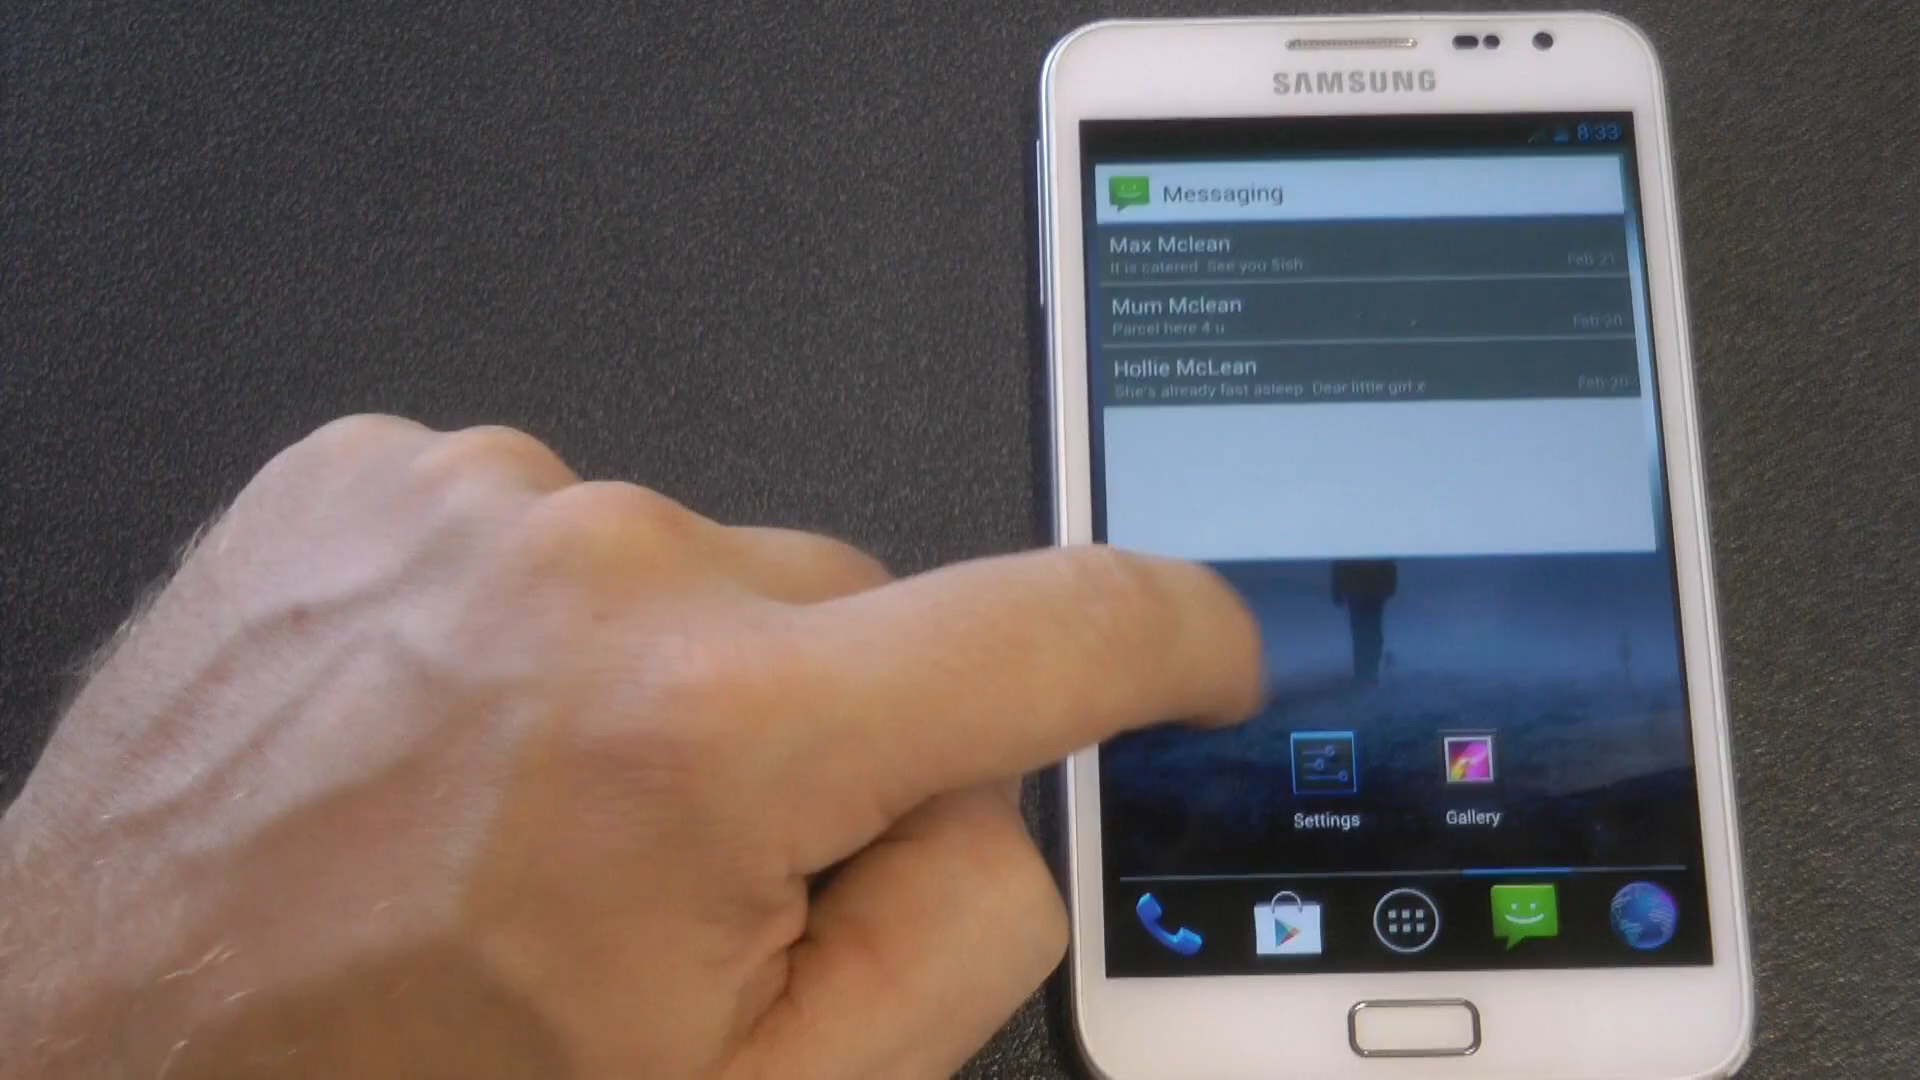 SAMSUNG
8:33
Messaging
Max Mclean
It is catered. See you 5ish
Feb 21
Mum Mclean
Parcel here 4 u
Feb 20
Hollie McLean
She's already fast asleep. Dear little girl x
Feb 20
Settings
Gallery